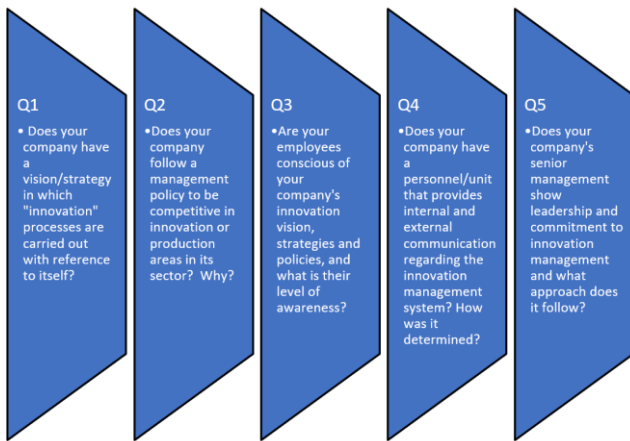 Q1
• Does your
company have
a
vision/strategy
in which
"innovation"
processes are
carried out
with reference
to itself?
Q2
•Does your
company
follow a
management
policy to be
competitive in
innovation or
production
areas in its
sector? Why?
Q3
•Are your
employees
conscious of
your
company's
innovation
vision,
strategies and
policies, and
what is their
level of
awareness?
Q4
•Does your
company have
a
personnel/unit
that provides
internal and
external
communication
regarding the
innovation
management
system? How
was it
determined?
Q5
•Does your
company's
senior
management
show
leadership and
commitment to
innovation
management
and what
approach does
it follow?